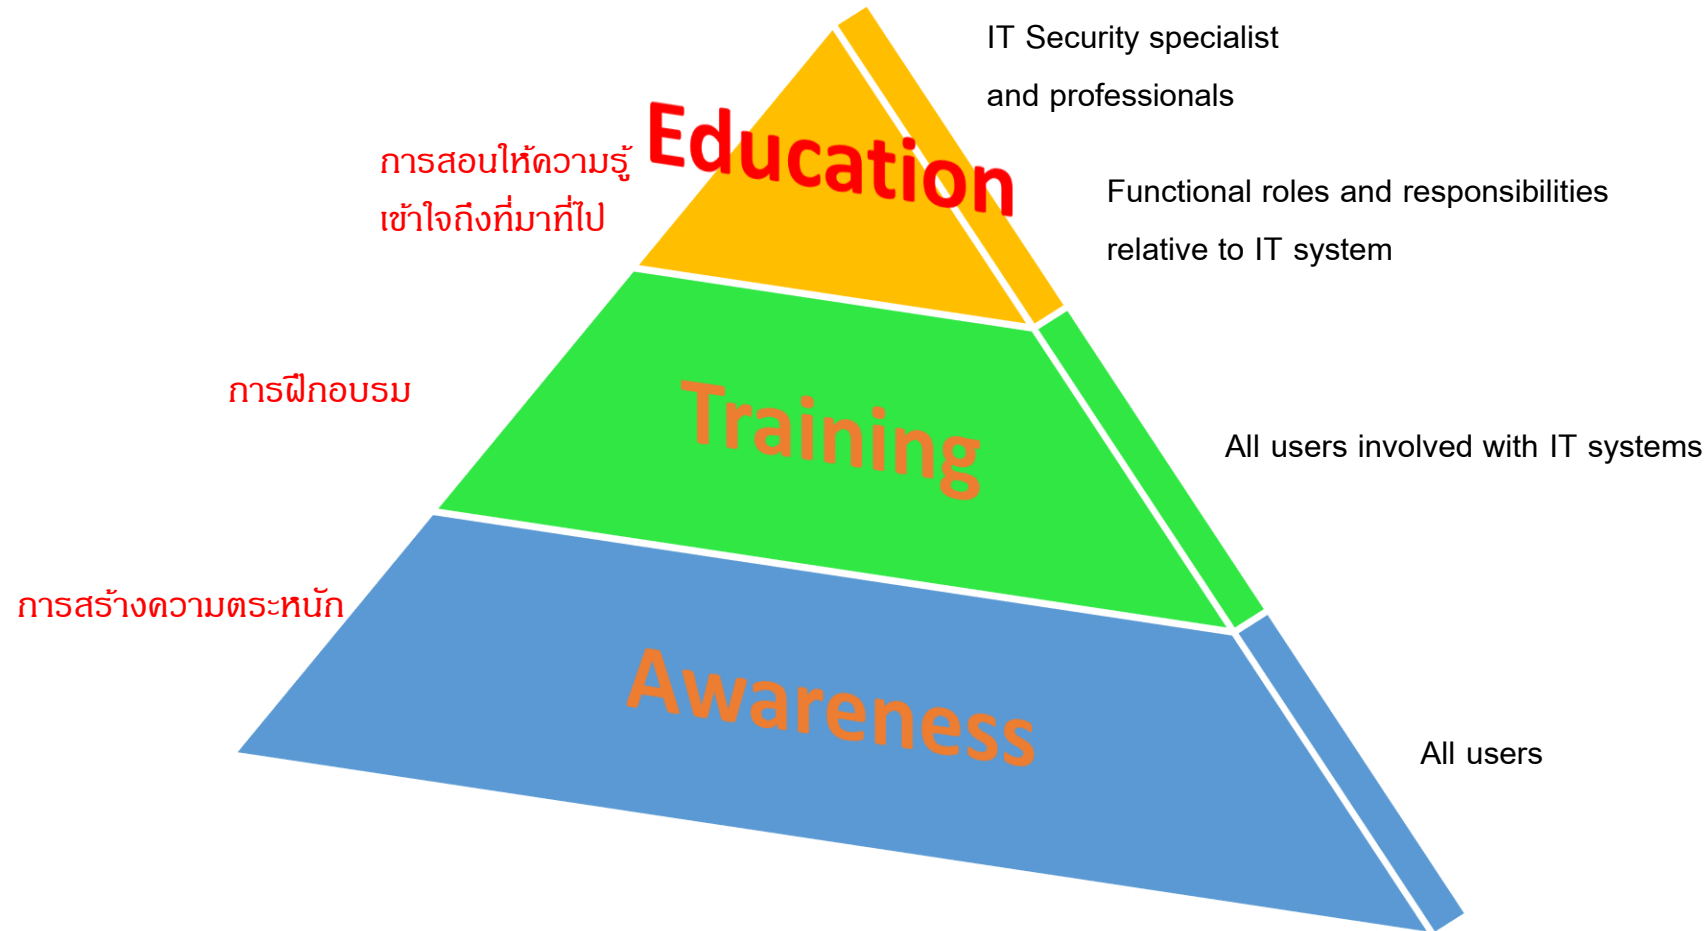 IT Security specialist
and professionals
Education
การสอนให้ความรู้
เข้าใจถึงที่มาที่ไป
Functional roles and responsibilities
relative to IT system
การฝึกอบรม
Training
All users involved with IT systems
การสร้างความตระหนัก
Awareness
All users